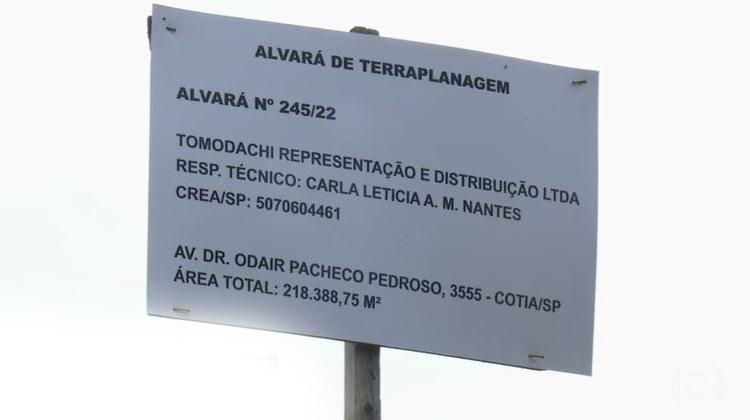 ALVARÁ DE TERRAPLANAGEM
ALVARÁ Nº 245/22
TOMODACHI REPRESENTAÇÃO E DISTRIBUIÇÃO LTDA
RESP. TÉCNICO: CARLA LETICIA A. M. NANTES
CREA/SP: 5070604461
AV. DR. ODAIR PACHECO PEDROSO, 3555 - COTIA/SP
ÁREA TOTAL: 218.388,75 M²